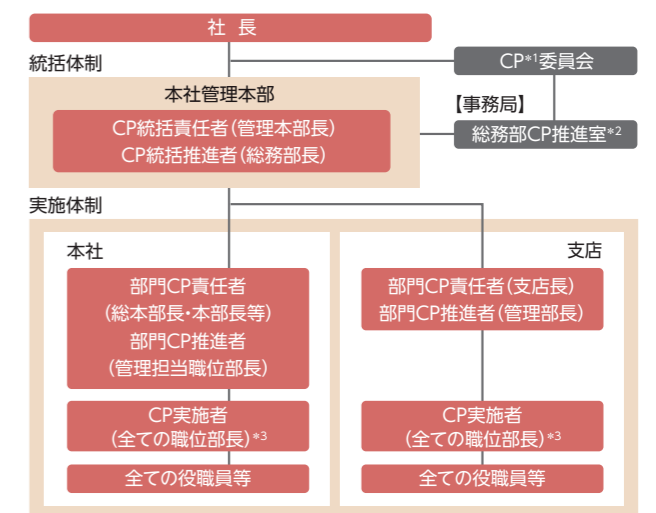 社 長
統括体制
CP*1委員会
本社管理本部
【事務局】
CP統括責任者(管理本部長)
CP統括推進者(総務部長)
総務部CP推進室*2
実施体制
本社
部門CP責任者
(総本部長・本部長等)
部門CP推進者
(管理担当職位部長)
CP実施者
(全ての職位部長)*3
全ての役職員等
支店
部門CP責任者(支店長)
部門CP推進者(管理部長)
CP実施者
(全ての職位部長)*3
全ての役職員等